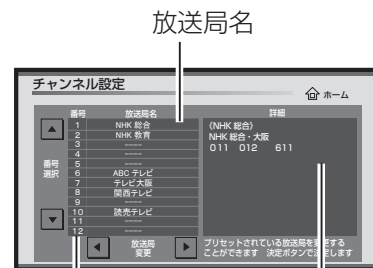 放送局名
チャンネル設定
ホーム
番号 放送局名 詳細
1 NHK 総合
2 NHK 教育
3 ----
4 ----
5 ----
6 ABC テレビ
7 テレビ大阪
8 関西テレビ
9 ----
10 読売テレビ
11 ----
12 ----
番号
選択
放送局
変更
(NHK 総合)
NHK 総合・大阪
011 012 611
プリセットされている放送局を変更する
ことができます 決定ボタンで決定します